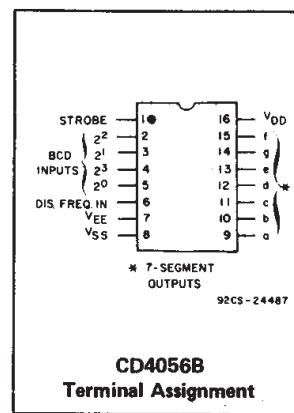 STROBE 1 16 VDD
2² 2 15 f
BCD 2¹ 3 14 g
INPUTS 2³ 4 13 e
2⁰ 5 12 d *
DIS. FREQ. IN 6 11 c
VEE 7 10 b
VSS 8 9 a
* 7-SEGMENT
OUTPUTS
92CS-24487
CD4056B
Terminal Assignment